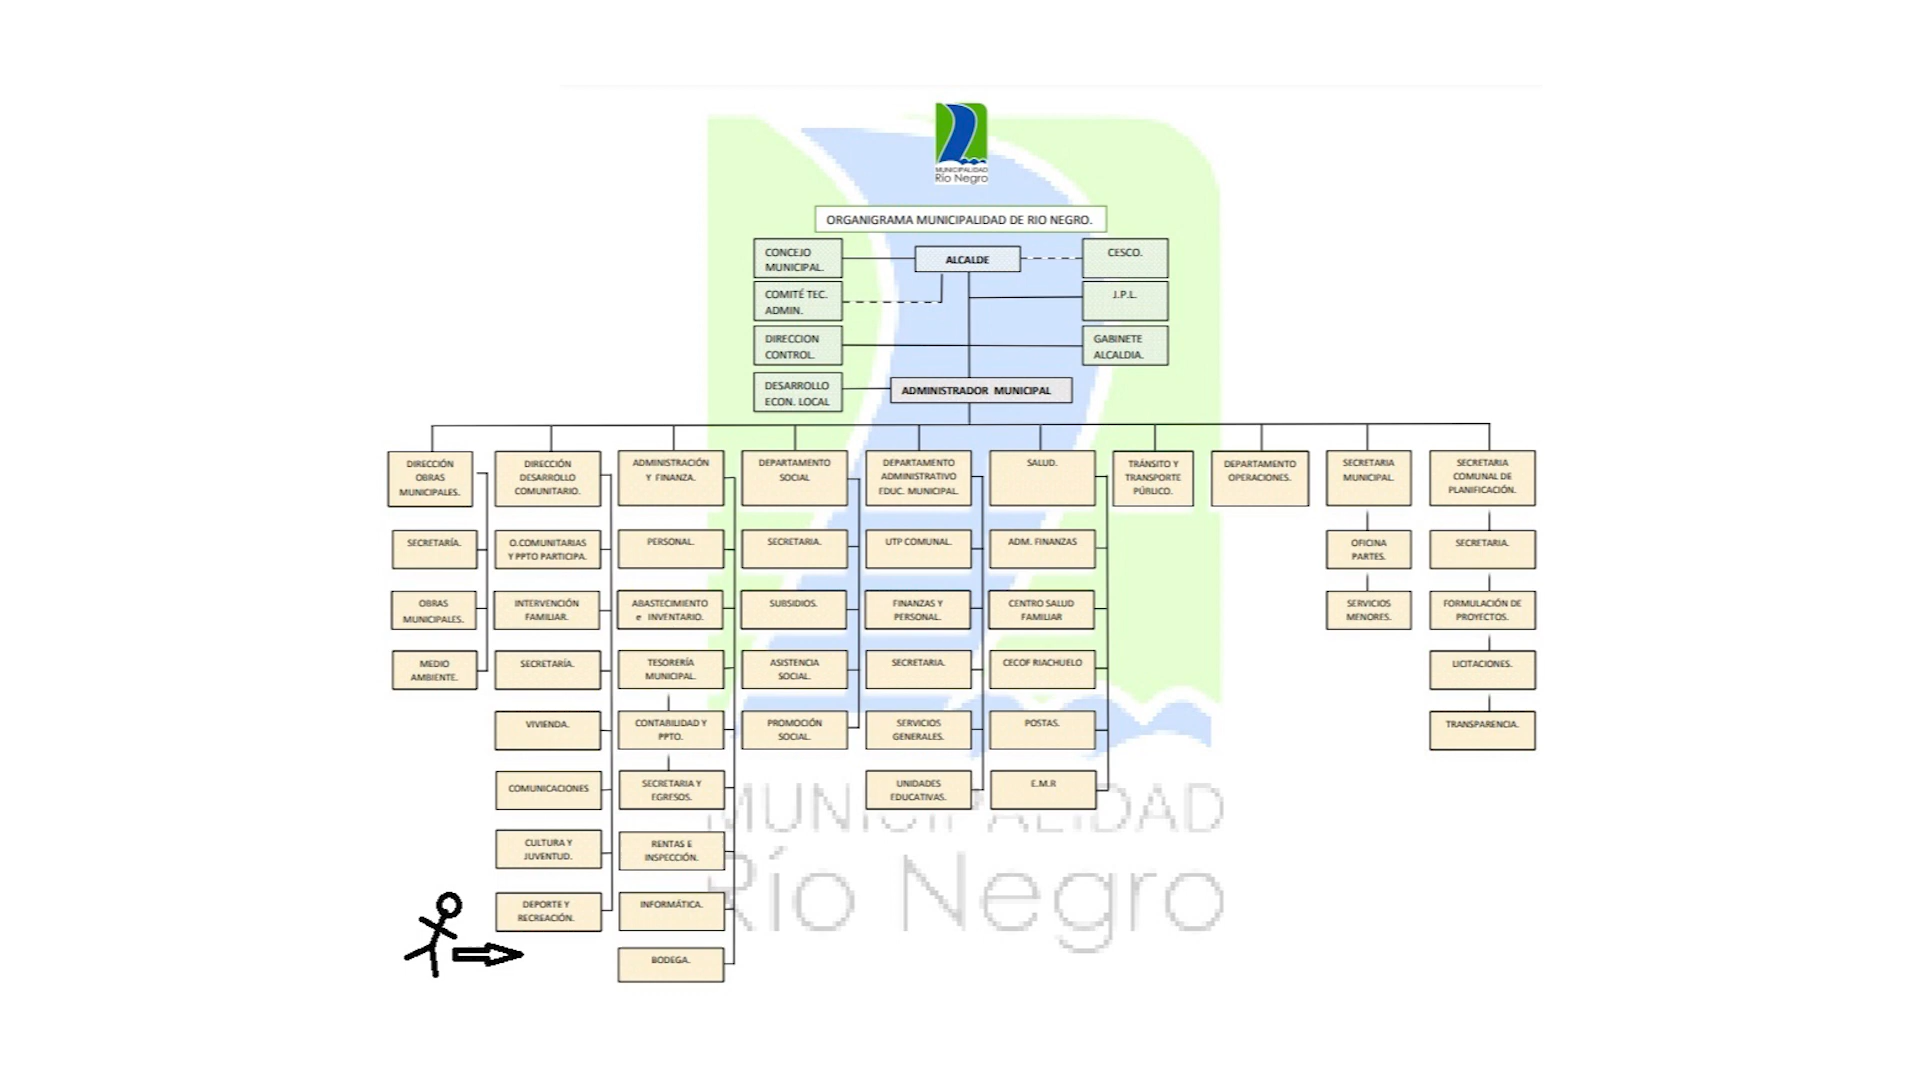 MUNICIPALIDAD
Río Negro
ORGANIGRAMA MUNICIPALIDAD DE RIO NEGRO.
CONCEJO
MUNICIPAL.
ALCALDE
CESCO.
COMITÉ TEC.
ADMIN.
J.P.L.
DIRECCION
CONTROL.
GABINETE
ALCALDIA.
DESARROLLO
ECON. LOCAL
ADMINISTRADOR MUNICIPAL
DIRECCIÓN
OBRAS
MUNICIPALES.
DIRECCIÓN
DESARROLLO
COMUNITARIO.
ADMINISTRACIÓN
Y FINANZA.
DEPARTAMENTO
SOCIAL
DEPARTAMENTO
ADMINISTRATIVO
EDUC. MUNICIPAL.
SALUD.
TRÁNSITO Y
TRANSPORTE
PÚBLICO.
DEPARTAMENTO
OPERACIONES.
SECRETARIA
MUNICIPAL.
SECRETARIA
COMUNAL DE
PLANIFICACIÓN.
SECRETARÍA.
O.COMUNITARIAS
Y PPTO PARTICIPA.
PERSONAL.
SECRETARIA.
UTP COMUNAL.
ADM. FINANZAS
OFICINA
PARTES.
SECRETARIA.
OBRAS
MUNICIPALES.
INTERVENCIÓN
FAMILIAR.
ABASTECIMIENTO
e INVENTARIO.
SUBSIDIOS.
FINANZAS Y
PERSONAL.
CENTRO SALUD
FAMILIAR
SERVICIOS
MENORES.
FORMULACIÓN DE
PROYECTOS.
MEDIO
AMBIENTE.
SECRETARÍA.
TESORERÍA
MUNICIPAL.
ASISTENCIA
SOCIAL.
SECRETARIA.
CECOF RIACHUELO
LICITACIONES.
VIVIENDA.
CONTABILIDAD Y
PPTO.
PROMOCIÓN
SOCIAL.
SERVICIOS
GENERALES.
POSTAS.
TRANSPARENCIA.
COMUNICACIONES
SECRETARIA Y
EGRESOS.
UNIDADES
EDUCATIVAS.
E.M.R
CULTURA Y
JUVENTUD.
RENTAS E
INSPECCIÓN.
DEPORTE Y
RECREACIÓN.
INFORMÁTICA.
BODEGA.
MUNICIPALIDAD
Río Negro